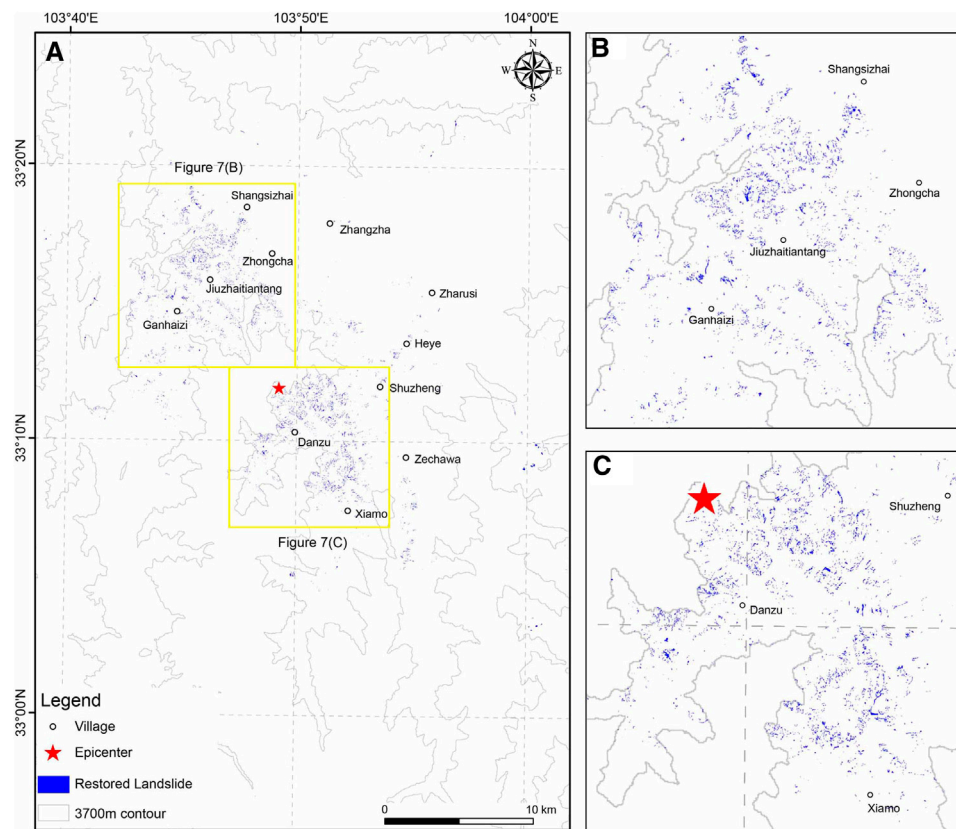 103°40'E
103°50'E
104°00'E
A
N
W
E
S
33°20'N
33°10'N
33°00'N
Figure 7(B)
Shangsizhai
Zhangzha
Zhongcha
Jiuzhaitiantang
Zharusi
Ganhaizi
Heye
Shuzheng
Danzu
Zechawa
Xiamo
Figure 7(C)
Legend
Village
Epicenter
Restored Landslide
3700m contour
0
10 km
B
Shangsizhai
Zhongcha
Jiuzhaitiantang
Ganhaizi
C
Shuzheng
Danzu
Xiamo